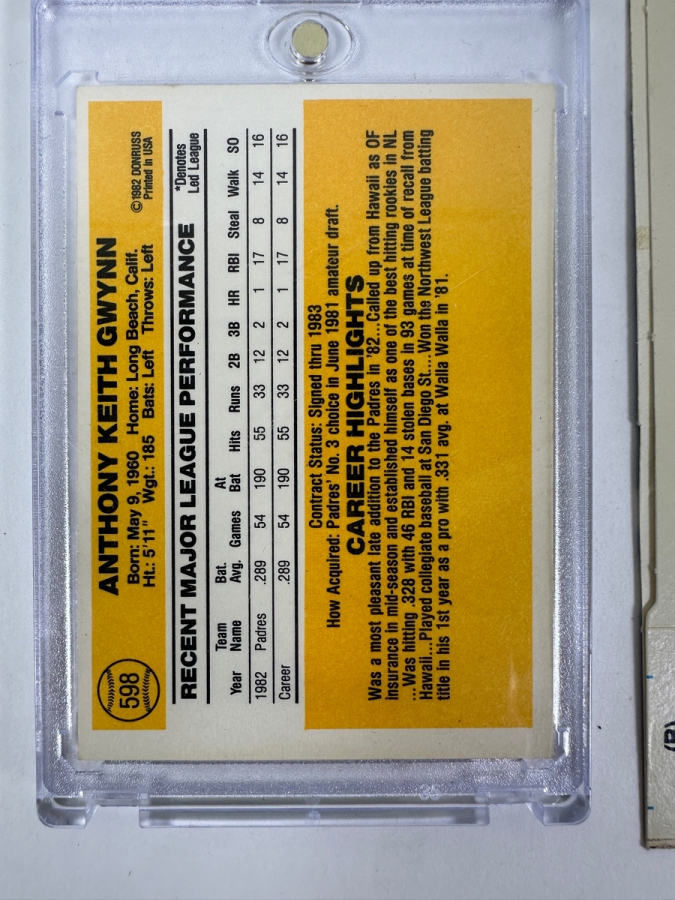 598
ANTHONY KEITH GWYNN
Born: May 9, 1960 Home: Long Beach, Calif.
Ht.: 5'11" Wgt.: 185 Bats: Left Throws: Left
©1982 DONRUSS
Printed in USA
RECENT MAJOR LEAGUE PERFORMANCE
*Denotes
Led League
Year Team Name Bat. Avg. Games At Bat Hits Runs 2B 3B HR RBI Steal Walk SO
1982 Padres .289 54 190 55 33 12 2 1 17 8 14 16
Career .289 54 190 55 33 12 2 1 17 8 14 16
Contract Status: Signed thru 1983
How Acquired: Padres' No. 3 choice in June 1981 amateur draft.
CAREER HIGHLIGHTS
Was a most pleasant late addition to the Padres in '82...Called up from Hawaii as OF
insurance in mid-season and established himself as one of the best hitting rookies in NL
...Was hitting .328 with 46 RBI and 14 stolen bases in 93 games at time of recall from
Hawaii...Played collegiate baseball at San Diego St....Won the Northwest League batting
title in his 1st year as a pro with .331 avg. at Walla Walla in '81.
(R)